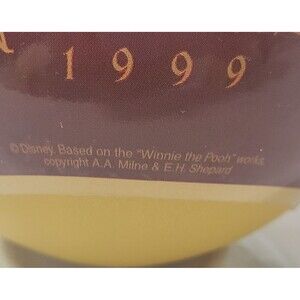 1999
© Disney. Based on the "Winnie the Pooh" works,
copyright A.A. Milne & E.H. Shepard